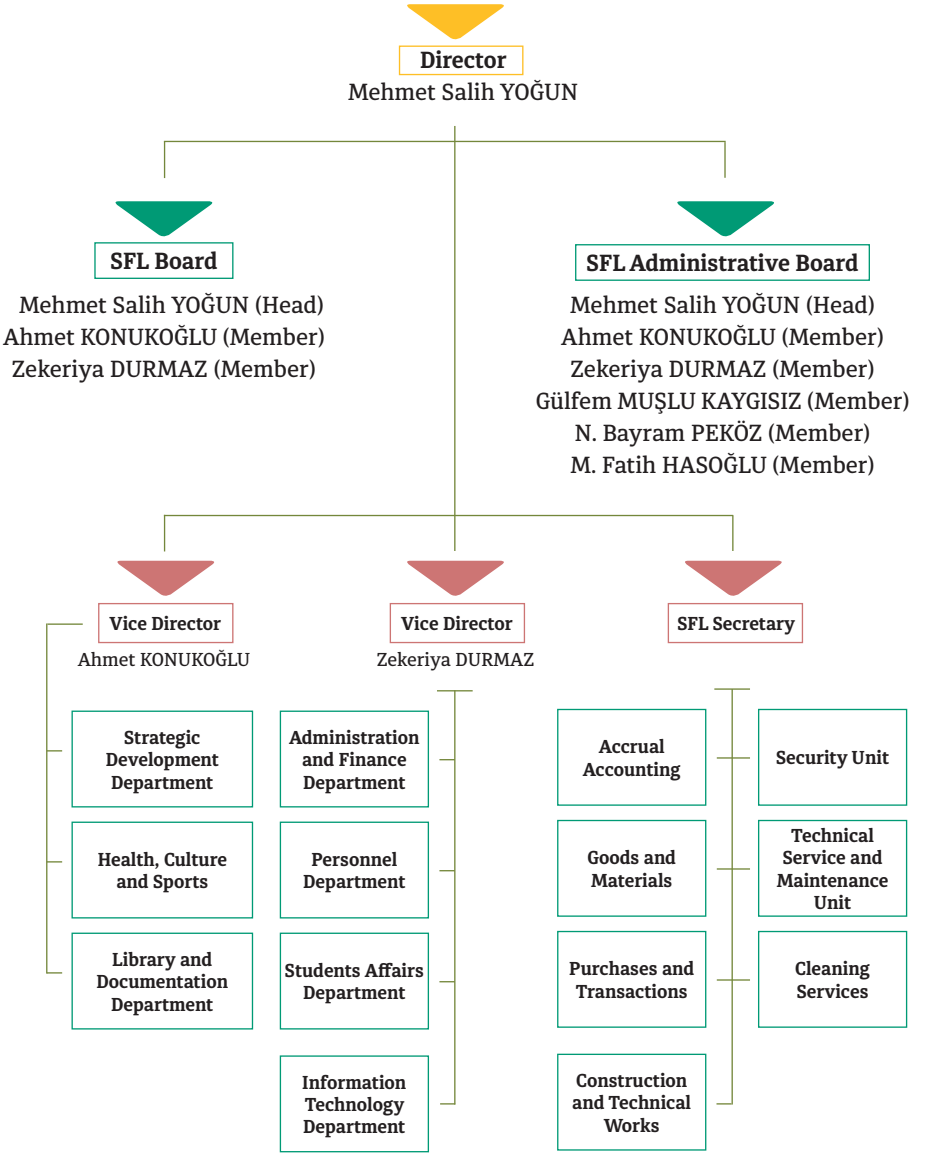 Director
Mehmet Salih YOĞUN
SFL Board
Mehmet Salih YOĞUN (Head)
Ahmet KONUKOĞLU (Member)
Zekeriya DURMAZ (Member)
SFL Administrative Board
Mehmet Salih YOĞUN (Head)
Ahmet KONUKOĞLU (Member)
Zekeriya DURMAZ (Member)
Gülfem MUŞLU KAYGISIZ (Member)
N. Bayram PEKÖZ (Member)
M. Fatih HASOĞLU (Member)
Vice Director
Ahmet KONUKOĞLU
Strategic
Development
Department
Health, Culture
and Sports
Library and
Documentation
Department
Vice Director
Zekeriya DURMAZ
Administration
and Finance
Department
Personnel
Department
Students Affairs
Department
Information
Technology
Department
SFL Secretary
Accrual
Accounting
Goods and
Materials
Purchases and
Transactions
Construction
and Technical
Works
Security Unit
Technical
Service and
Maintenance
Unit
Cleaning
Services